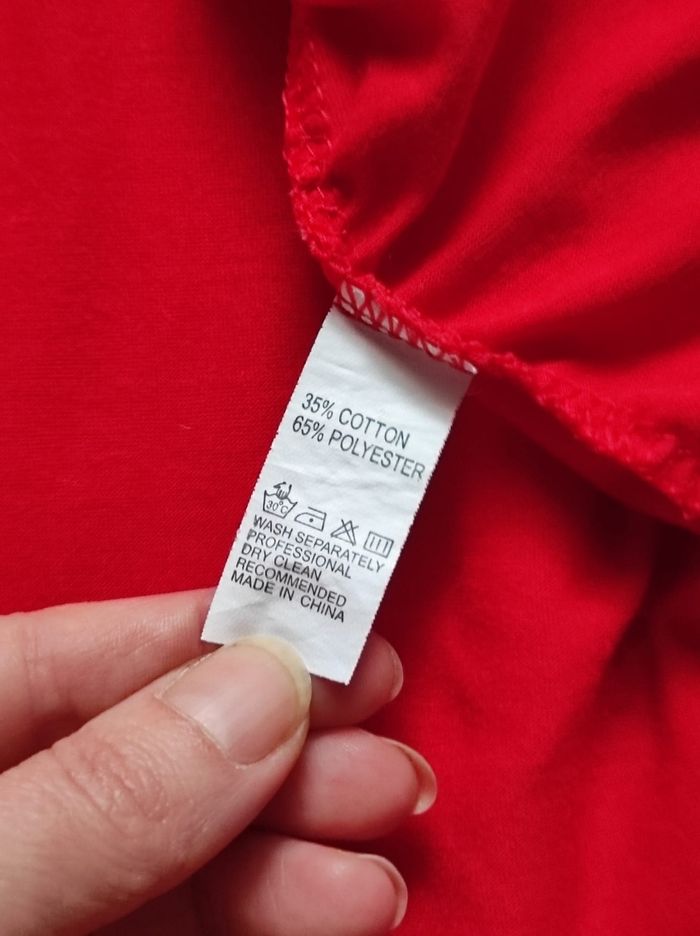 35% COTTON
65% POLYESTER
30°C
WASH SEPARATELY
PROFESSIONAL
DRY CLEAN
RECOMMENDED
MADE IN CHINA